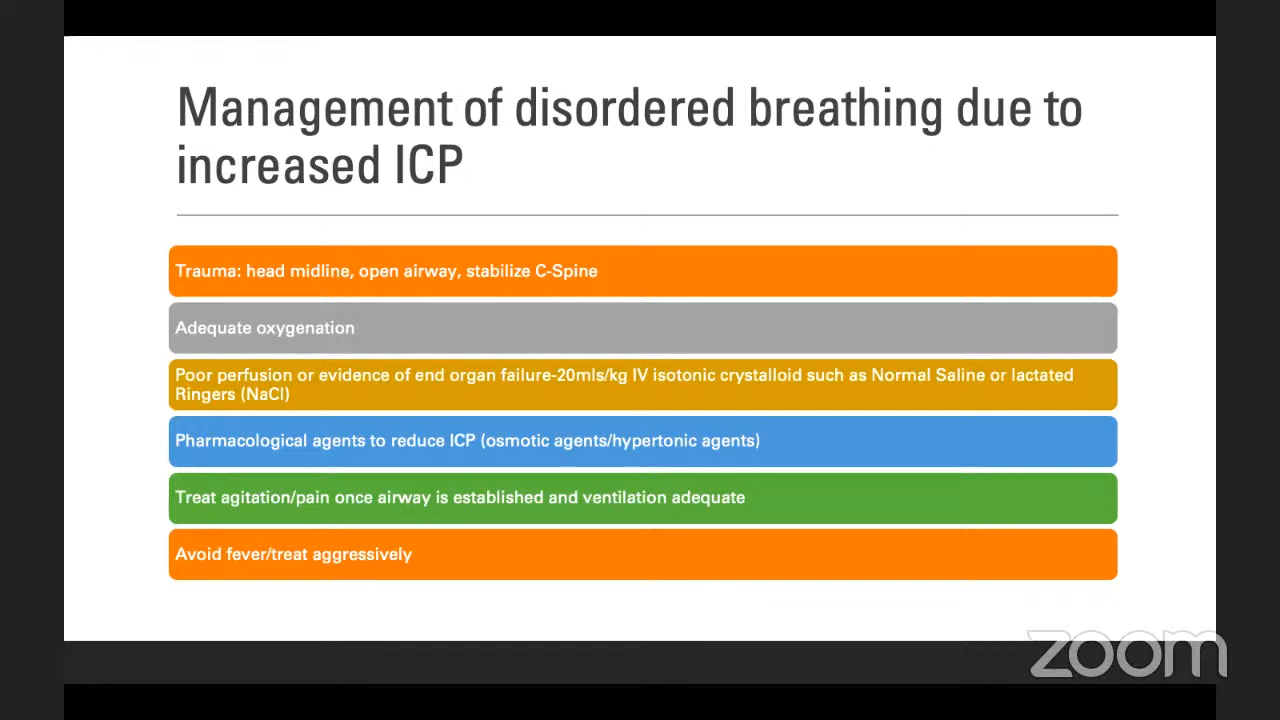 Management of disordered breathing due to
increased ICP
Trauma: head midline, open airway, stabilize C-Spine
Adequate oxygenation
Poor perfusion or evidence of end organ failure-20mls/kg IV isotonic crystalloid such as Normal Saline or lactated
Ringers (NaCl)
Pharmacological agents to reduce ICP (osmotic agents/hypertonic agents)
Treat agitation/pain once airway is established and ventilation adequate
Avoid fever/treat aggressively
zoom